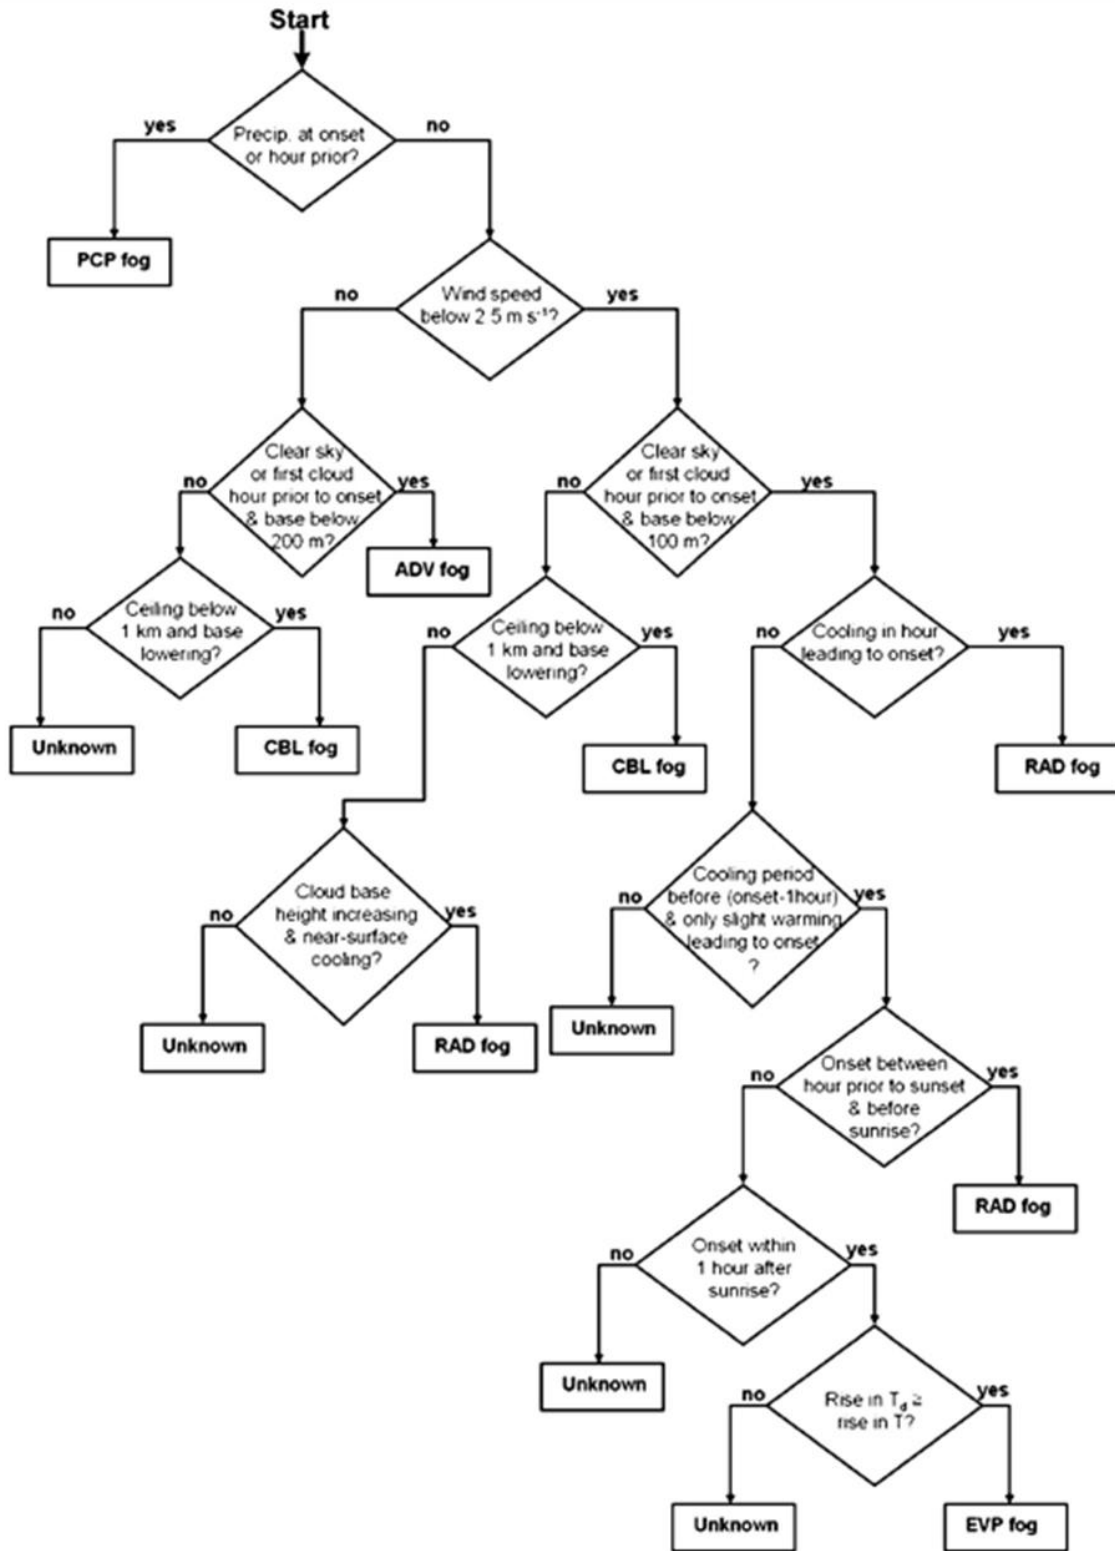 Start
Precip. at onset
or hour prior?
yes
no
PCP fog
Wind speed
below 2.5 m s⁻¹?
no
yes
Clear sky
or first cloud
hour prior to onset
& base below
200 m?
no
yes
ADV fog
Clear sky
or first cloud
hour prior to onset
& base below
100 m?
no
yes
Ceiling below
1 km and base
lowering?
no
yes
Unknown
CBL fog
Ceiling below
1 km and base
lowering?
no
yes
CBL fog
Cooling in hour
leading to onset?
no
yes
RAD fog
Cloud base
height increasing
& near-surface
cooling?
no
yes
Unknown
RAD fog
Cooling period
before (onset-1hour)
& only slight warming
leading to onset
?
no
yes
Unknown
Onset between
hour prior to sunset
& before
sunrise?
no
yes
RAD fog
Onset within
1 hour after
sunrise?
no
yes
Unknown
Rise in T_d ≥
rise in T?
no
yes
Unknown
EVP fog